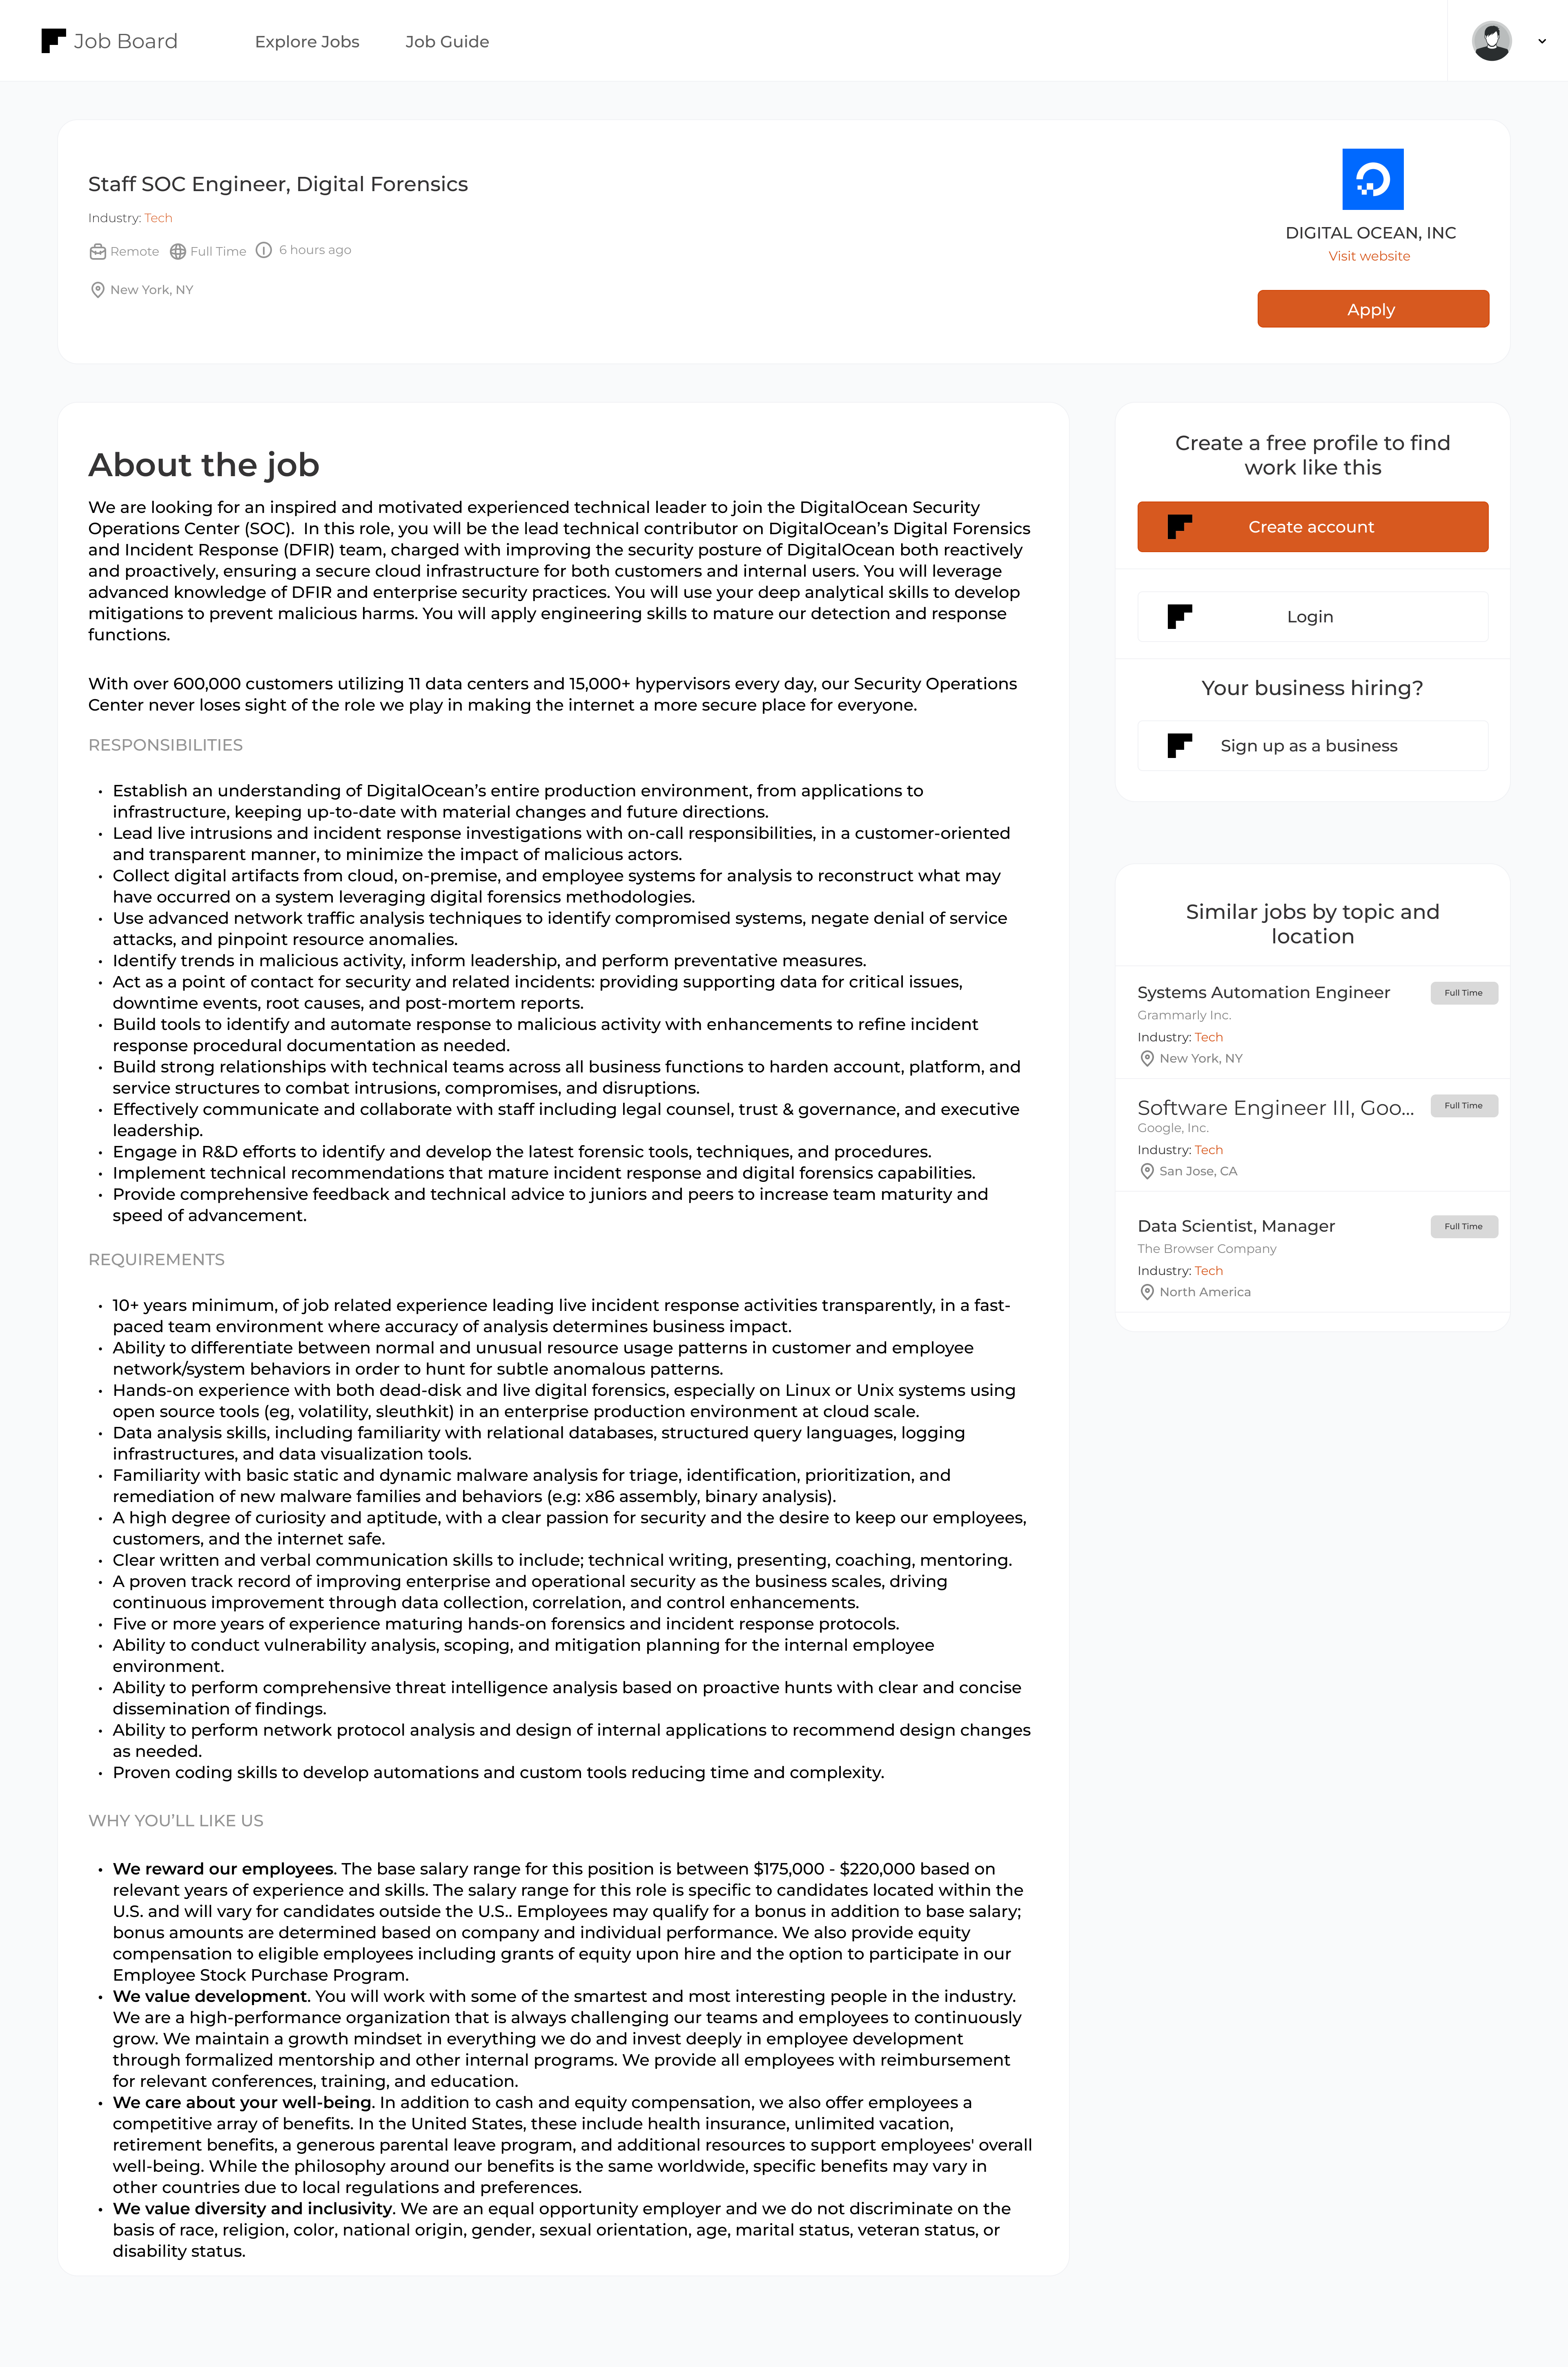 Job Board
Explore Jobs
Job Guide
Staff SOC Engineer, Digital Forensics
Industry: Tech
Remote
Full Time
6 hours ago
New York, NY
DIGITAL OCEAN, INC
Visit website
Apply
About the job
We are looking for an inspired and motivated experienced technical leader to join the DigitalOcean Security
Operations Center (SOC).  In this role, you will be the lead technical contributor on DigitalOcean’s Digital Forensics
and Incident Response (DFIR) team, charged with improving the security posture of DigitalOcean both reactively
and proactively, ensuring a secure cloud infrastructure for both customers and internal users. You will leverage
advanced knowledge of DFIR and enterprise security practices. You will use your deep analytical skills to develop
mitigations to prevent malicious harms. You will apply engineering skills to mature our detection and response
functions.
With over 600,000 customers utilizing 11 data centers and 15,000+ hypervisors every day, our Security Operations
Center never loses sight of the role we play in making the internet a more secure place for everyone.
RESPONSIBILITIES
• Establish an understanding of DigitalOcean’s entire production environment, from applications to
infrastructure, keeping up-to-date with material changes and future directions.
• Lead live intrusions and incident response investigations with on-call responsibilities, in a customer-oriented
and transparent manner, to minimize the impact of malicious actors.
• Collect digital artifacts from cloud, on-premise, and employee systems for analysis to reconstruct what may
have occurred on a system leveraging digital forensics methodologies.
• Use advanced network traffic analysis techniques to identify compromised systems, negate denial of service
attacks, and pinpoint resource anomalies.
• Identify trends in malicious activity, inform leadership, and perform preventative measures.
• Act as a point of contact for security and related incidents: providing supporting data for critical issues,
downtime events, root causes, and post-mortem reports.
• Build tools to identify and automate response to malicious activity with enhancements to refine incident
response procedural documentation as needed.
• Build strong relationships with technical teams across all business functions to harden account, platform, and
service structures to combat intrusions, compromises, and disruptions.
• Effectively communicate and collaborate with staff including legal counsel, trust & governance, and executive
leadership.
• Engage in R&D efforts to identify and develop the latest forensic tools, techniques, and procedures.
• Implement technical recommendations that mature incident response and digital forensics capabilities.
• Provide comprehensive feedback and technical advice to juniors and peers to increase team maturity and
speed of advancement.
REQUIREMENTS
• 10+ years minimum, of job related experience leading live incident response activities transparently, in a fast-
paced team environment where accuracy of analysis determines business impact.
• Ability to differentiate between normal and unusual resource usage patterns in customer and employee
network/system behaviors in order to hunt for subtle anomalous patterns.
• Hands-on experience with both dead-disk and live digital forensics, especially on Linux or Unix systems using
open source tools (eg, volatility, sleuthkit) in an enterprise production environment at cloud scale.
• Data analysis skills, including familiarity with relational databases, structured query languages, logging
infrastructures, and data visualization tools.
• Familiarity with basic static and dynamic malware analysis for triage, identification, prioritization, and
remediation of new malware families and behaviors (e.g: x86 assembly, binary analysis).
• A high degree of curiosity and aptitude, with a clear passion for security and the desire to keep our employees,
customers, and the internet safe.
• Clear written and verbal communication skills to include; technical writing, presenting, coaching, mentoring.
• A proven track record of improving enterprise and operational security as the business scales, driving
continuous improvement through data collection, correlation, and control enhancements.
• Five or more years of experience maturing hands-on forensics and incident response protocols.
• Ability to conduct vulnerability analysis, scoping, and mitigation planning for the internal employee
environment.
• Ability to perform comprehensive threat intelligence analysis based on proactive hunts with clear and concise
dissemination of findings.
• Ability to perform network protocol analysis and design of internal applications to recommend design changes
as needed.
• Proven coding skills to develop automations and custom tools reducing time and complexity.
WHY YOU’LL LIKE US
• We reward our employees. The base salary range for this position is between $175,000 - $220,000 based on
relevant years of experience and skills. The salary range for this role is specific to candidates located within the
U.S. and will vary for candidates outside the U.S.. Employees may qualify for a bonus in addition to base salary;
bonus amounts are determined based on company and individual performance. We also provide equity
compensation to eligible employees including grants of equity upon hire and the option to participate in our
Employee Stock Purchase Program.
• We value development. You will work with some of the smartest and most interesting people in the industry.
We are a high-performance organization that is always challenging our teams and employees to continuously
grow. We maintain a growth mindset in everything we do and invest deeply in employee development
through formalized mentorship and other internal programs. We provide all employees with reimbursement
for relevant conferences, training, and education.
• We care about your well-being. In addition to cash and equity compensation, we also offer employees a
competitive array of benefits. In the United States, these include health insurance, unlimited vacation,
retirement benefits, a generous parental leave program, and additional resources to support employees' overall
well-being. While the philosophy around our benefits is the same worldwide, specific benefits may vary in
other countries due to local regulations and preferences.
• We value diversity and inclusivity. We are an equal opportunity employer and we do not discriminate on the
basis of race, religion, color, national origin, gender, sexual orientation, age, marital status, veteran status, or
disability status.
Create a free profile to find
work like this
Create account
Login
Your business hiring?
Sign up as a business
Similar jobs by topic and
location
Systems Automation Engineer
Full Time
Grammarly Inc.
Industry: Tech
New York, NY
Software Engineer III, Goo...
Full Time
Google, Inc.
Industry: Tech
San Jose, CA
Data Scientist, Manager
Full Time
The Browser Company
Industry: Tech
North America